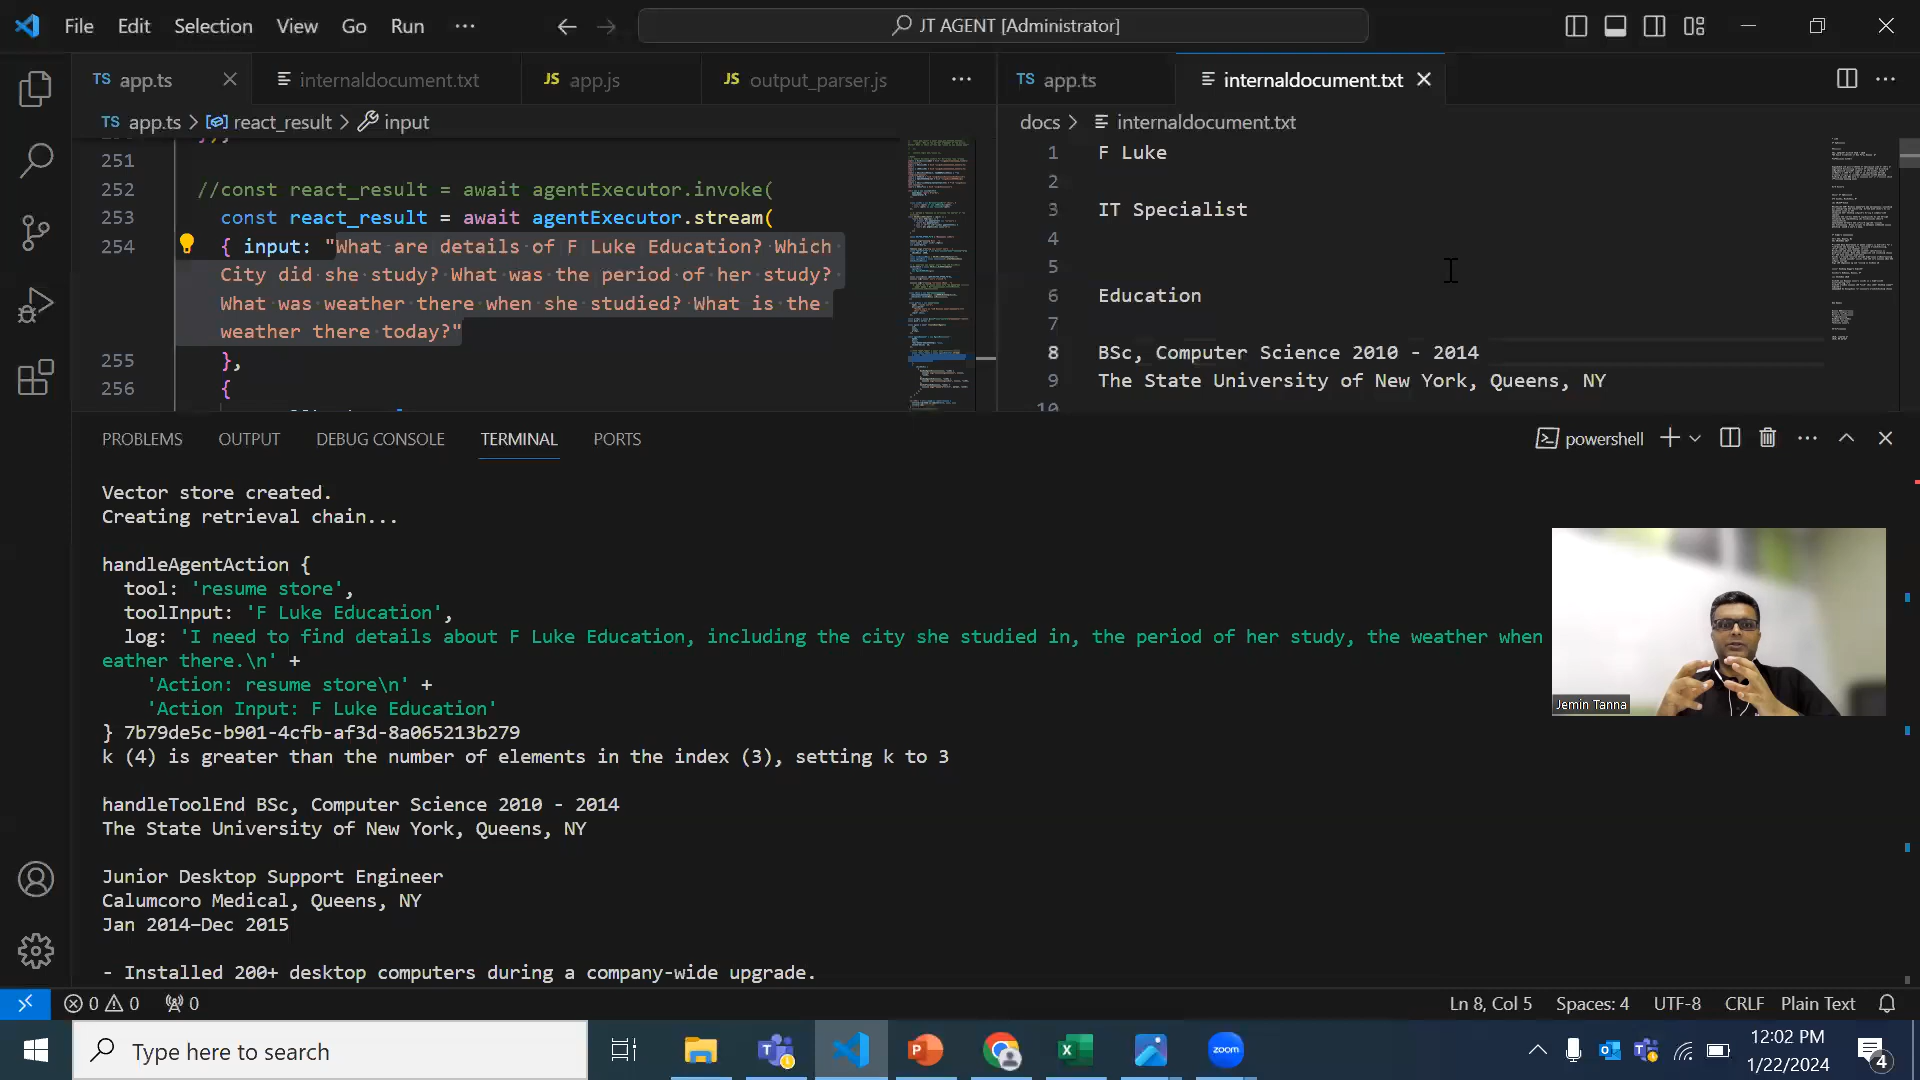 File Edit Selection View Go Run ··· JT AGENT [Administrator]
TS app.ts internaldocument.txt JS app.js JS output_parser.js ···
TS app.ts > react_result > input
251
252 //const react_result = await agentExecutor.invoke(
253 const react_result = await agentExecutor.stream(
254 { input: "What are details of F Luke Education? Which
City did she study? What was the period of her study?
What was weather there when she studied? What is the
weather there today?"
255 },
256 {
TS app.ts internaldocument.txt
docs > internaldocument.txt
1 F Luke
2
3 IT Specialist
4
5
6 Education
7
8 BSc, Computer Science 2010 - 2014
9 The State University of New York, Queens, NY
10
PROBLEMS OUTPUT DEBUG CONSOLE TERMINAL PORTS powershell
Vector store created.
Creating retrieval chain...
handleAgentAction {
tool: 'resume store',
toolInput: 'F Luke Education',
log: 'I need to find details about F Luke Education, including the city she studied in, the period of her study, the weather when
eather there.\n' +
'Action: resume store\n' +
'Action Input: F Luke Education'
} 7b79de5c-b901-4cfb-af3d-8a065213b279
k (4) is greater than the number of elements in the index (3), setting k to 3
handleToolEnd BSc, Computer Science 2010 - 2014
The State University of New York, Queens, NY
Junior Desktop Support Engineer
Calumcoro Medical, Queens, NY
Jan 2014–Dec 2015
- Installed 200+ desktop computers during a company-wide upgrade.
Jemin Tanna
0 0 0 Ln 8, Col 5 Spaces: 4 UTF-8 CRLF Plain Text
Type here to search
zoom
12:02 PM
1/22/2024
4